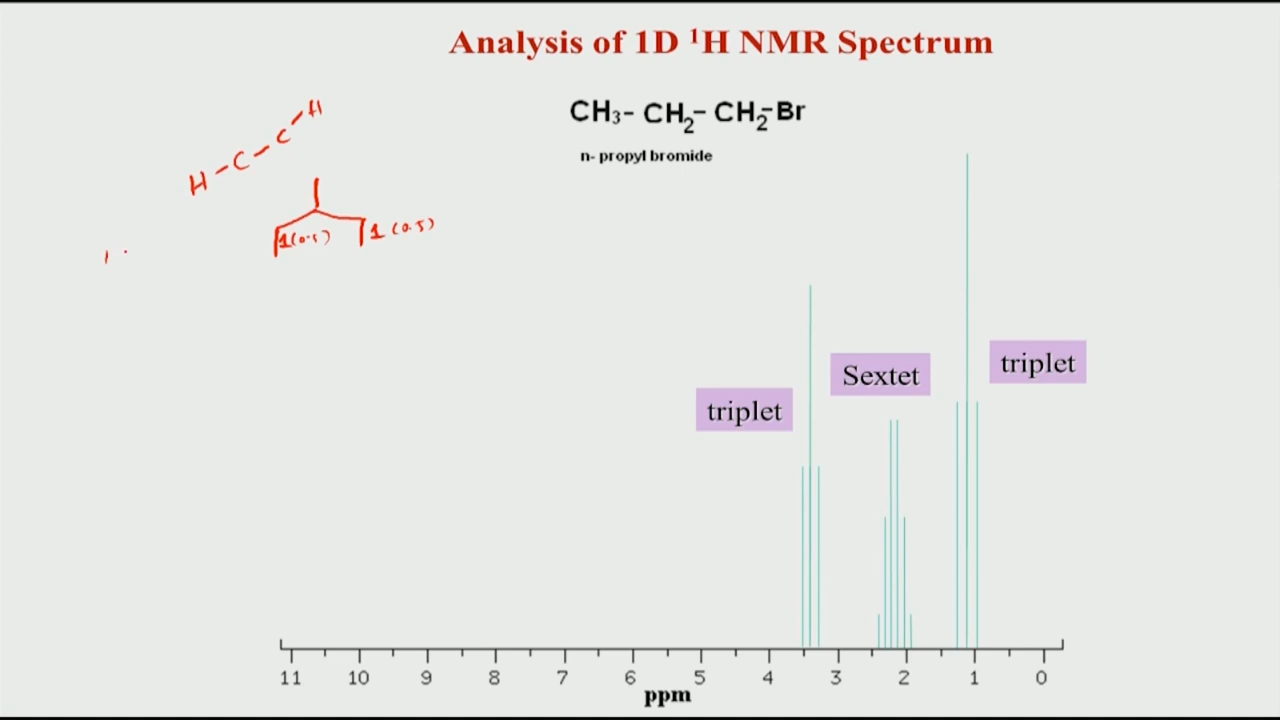 Analysis of 1D ¹H NMR Spectrum
CH₃- CH₂- CH₂-Br
n- propyl bromide
H - C - C - H
1(0.5) 1 (0.5)
triplet
Sextet
triplet
11 10 9 8 7 6 5 4 3 2 1 0
ppm